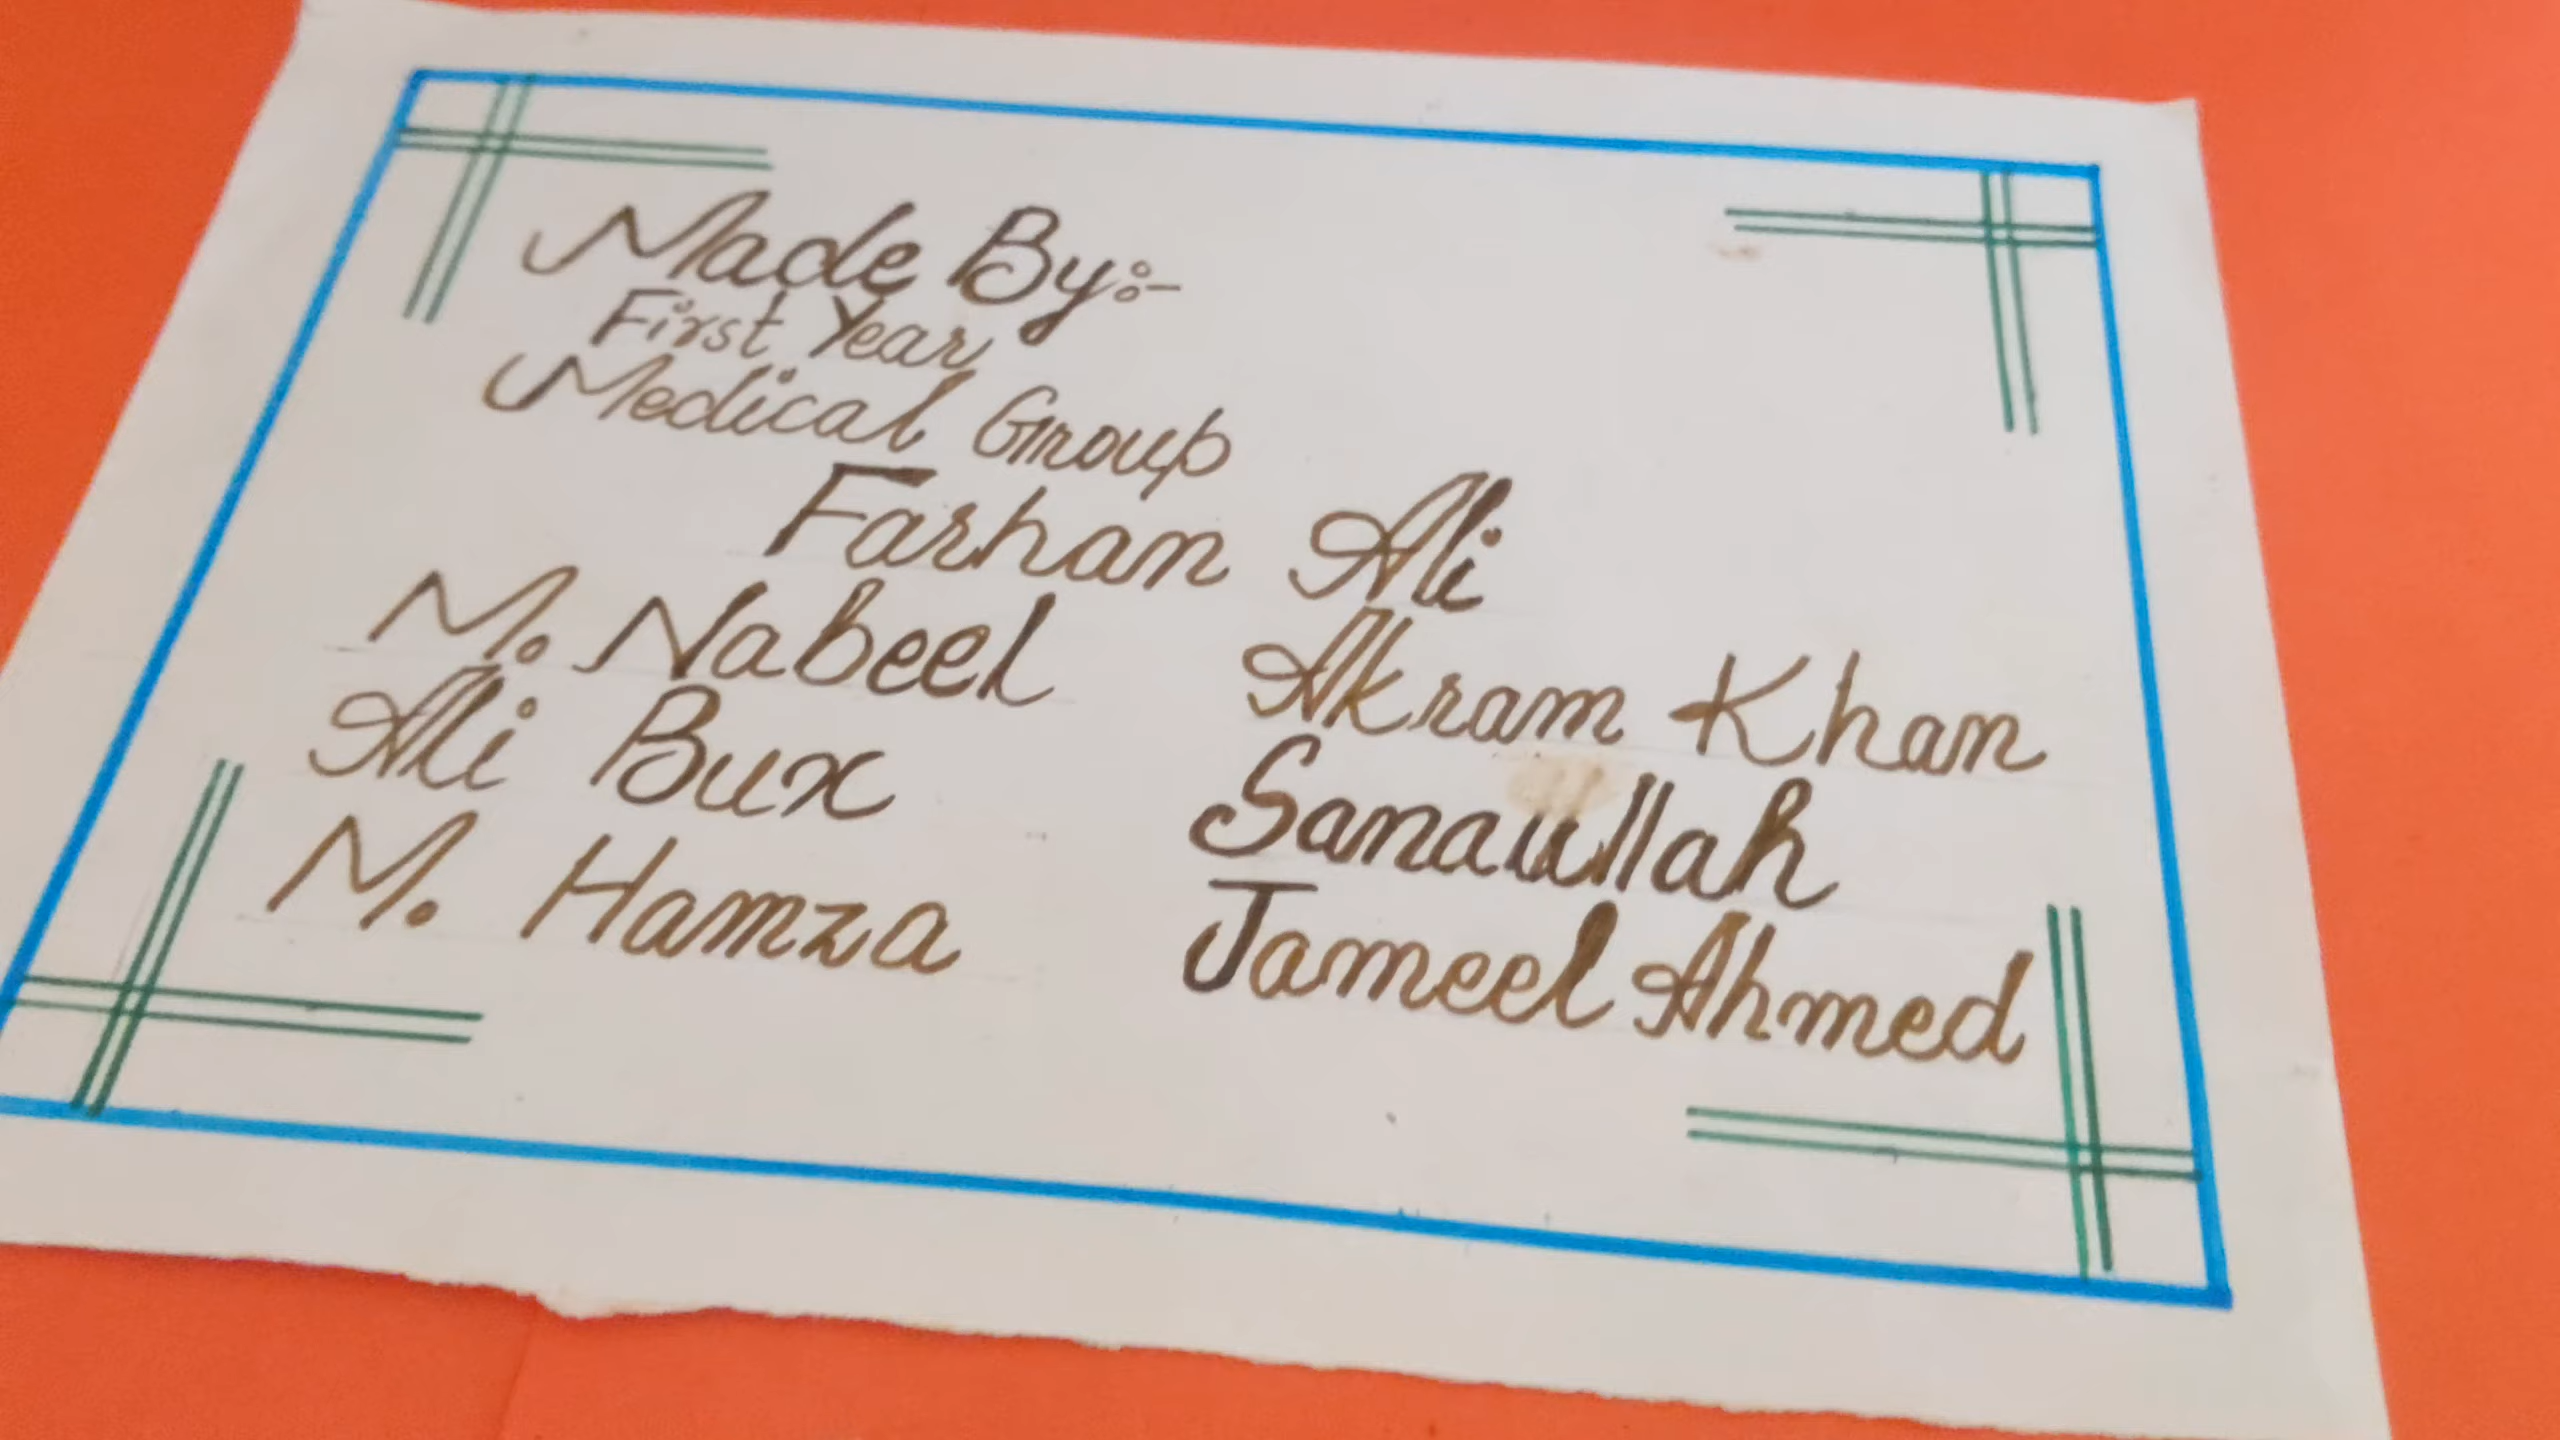 Made By:-
First Year
Medical Group
Farhan Ali
M. Nabeel Akram Khan
Ali Bux Sanaullah
M. Hamza Jameel Ahmed